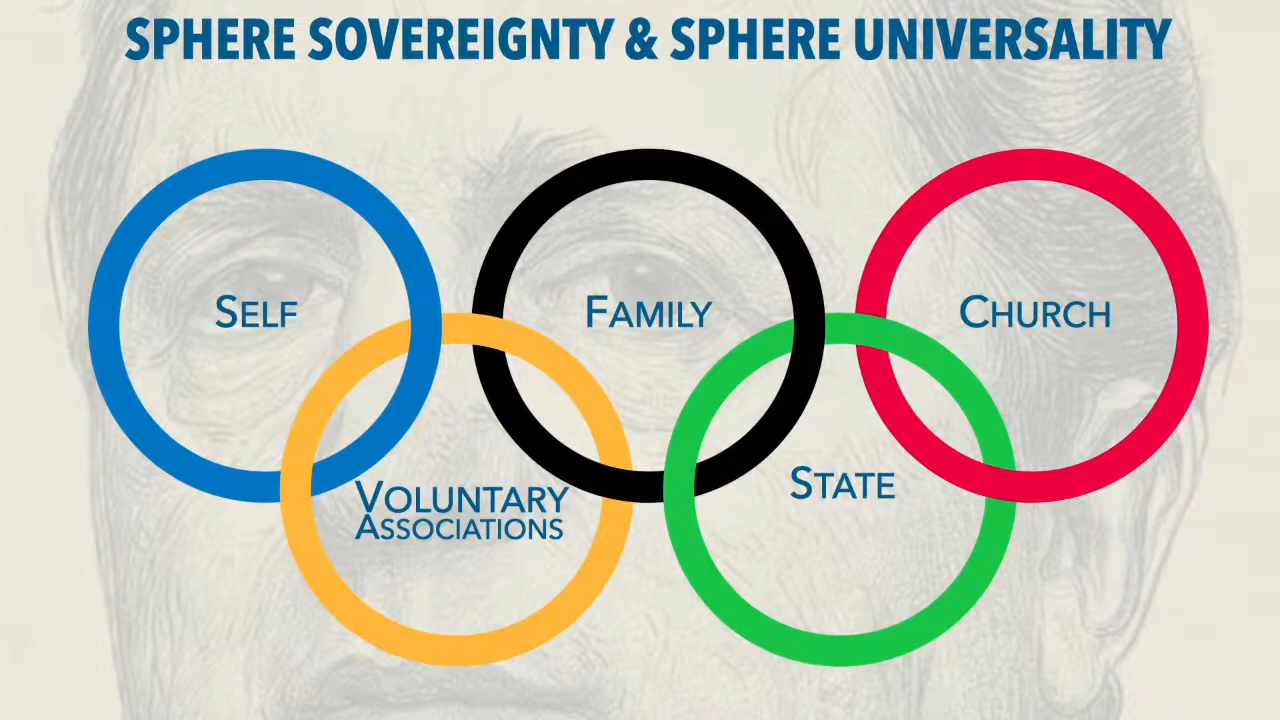 SPHERE SOVEREIGNTY & SPHERE UNIVERSALITY
SELF
FAMILY
CHURCH
VOLUNTARY
ASSOCIATIONS
STATE